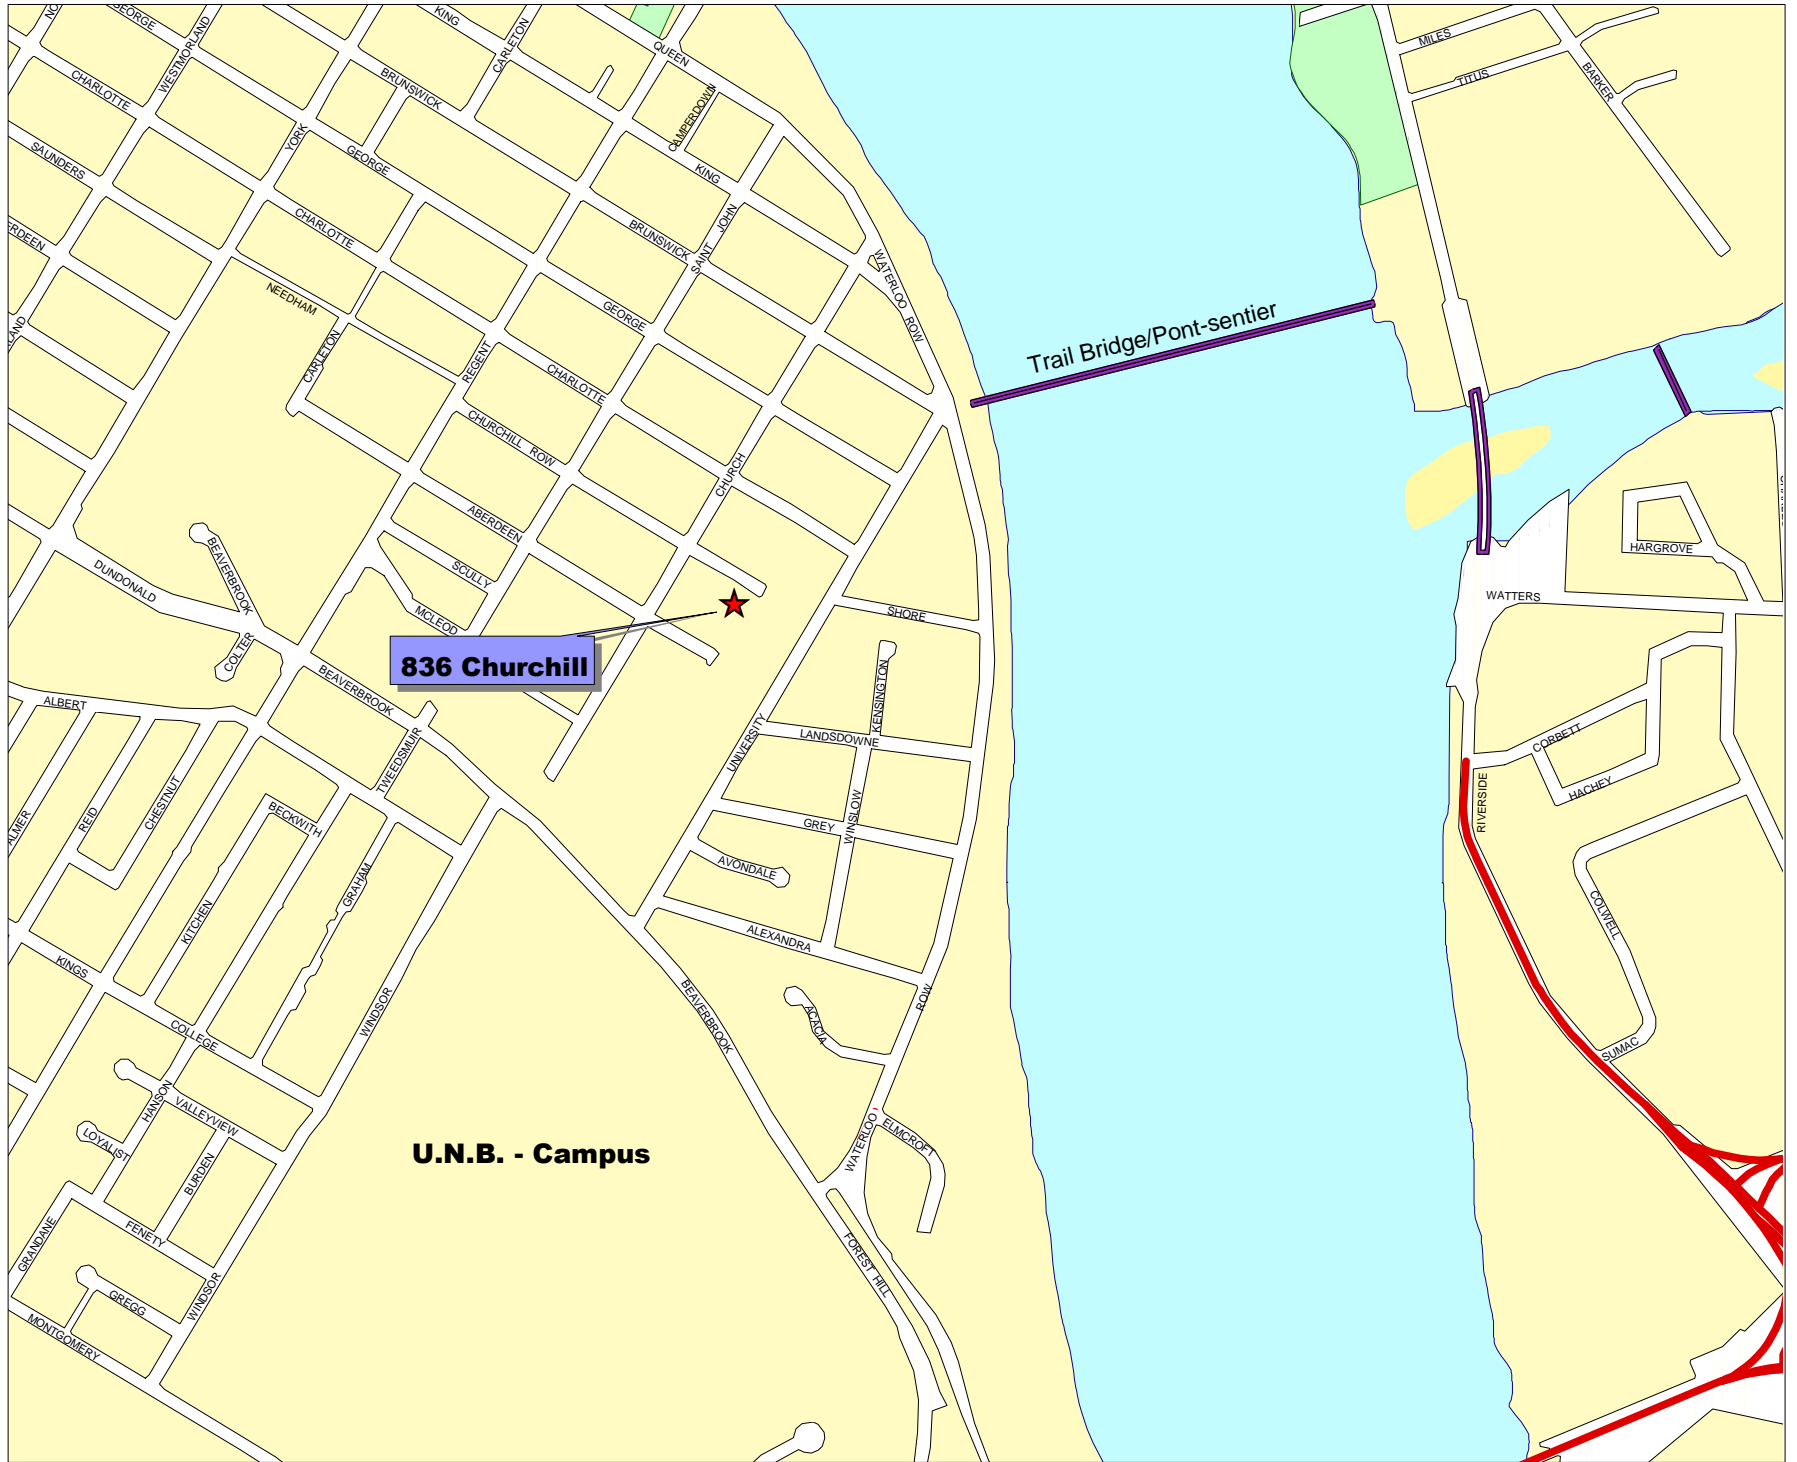 GEORGE
KING
CARLETON
QUEEN
WESTMORLAND
CHARLOTTE
BRUNSWICK
CAMPERDOWN
MILES
TITUS
BARKER
YORK
SAUNDERS
GEORGE
KING
CHARLOTTE
BRUNSWICK
SAINT JOHN
WATERLOO ROW
NEEDHAM
GEORGE
Trail Bridge/Pont-sentier
CARLETON
REGENT
CHARLOTTE
CHURCHILL ROW
CHURCH
ABERDEEN
BEAVERBROOK
DUNDONALD
SCULLY
MCLEOD
COLTER
SHORE
HARGROVE
WATTERS
836 Churchill
BEAVERBROOK
ALBERT
KENSINGTON
LANDSDOWNE
UNIVERSITY
TWEEDSMUIR
CORBETT
HACHEY
RIVERSIDE
REID
CHESTNUT
BECKWITH
GREY
WINSLOW
AVONDALE
GRAHAM
KITCHEN
COLWELL
ALEXANDRA
KINGS
COLLEGE
WINDSOR
BEAVERBROOK
ROW
ACACIA
SUMAC
HANSON
VALLEYVIEW
LOYALIST
BURDEN
WATERLOO
ELMCROFT
U.N.B. - Campus
GRANDANE
FENETY
FOREST HILL
WINDSOR
GREGG
MONTGOMERY